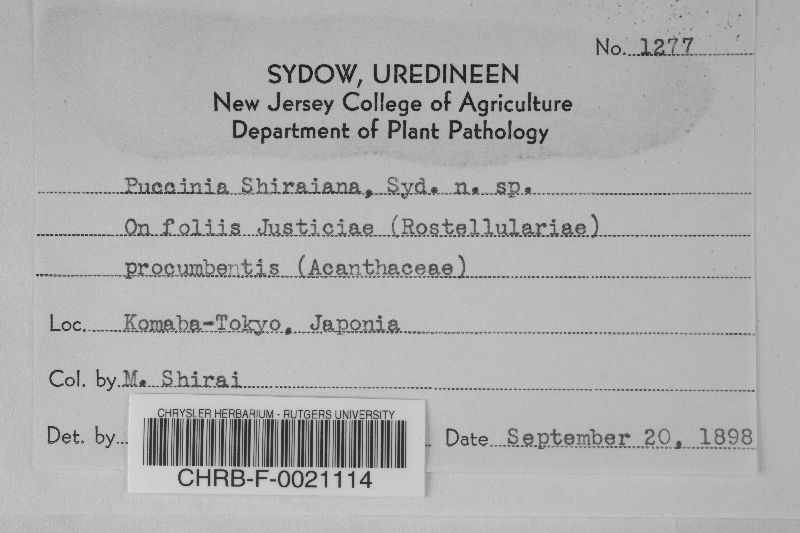 No. 1277
SYDOW, UREDINEEN
New Jersey College of Agriculture
Department of Plant Pathology
Puccinia Shiraiana, Syd. n. sp.
On foliis Justiciae (Rostellulariae)
procumbentis (Acanthaceae)
Loc. Komaba-Tokyo, Japonia
Col. by M. Shirai
Det. by Date September 20, 1898
CHRYSLER HERBARIUM - RUTGERS UNIVERSITY
CHRB-F-0021114